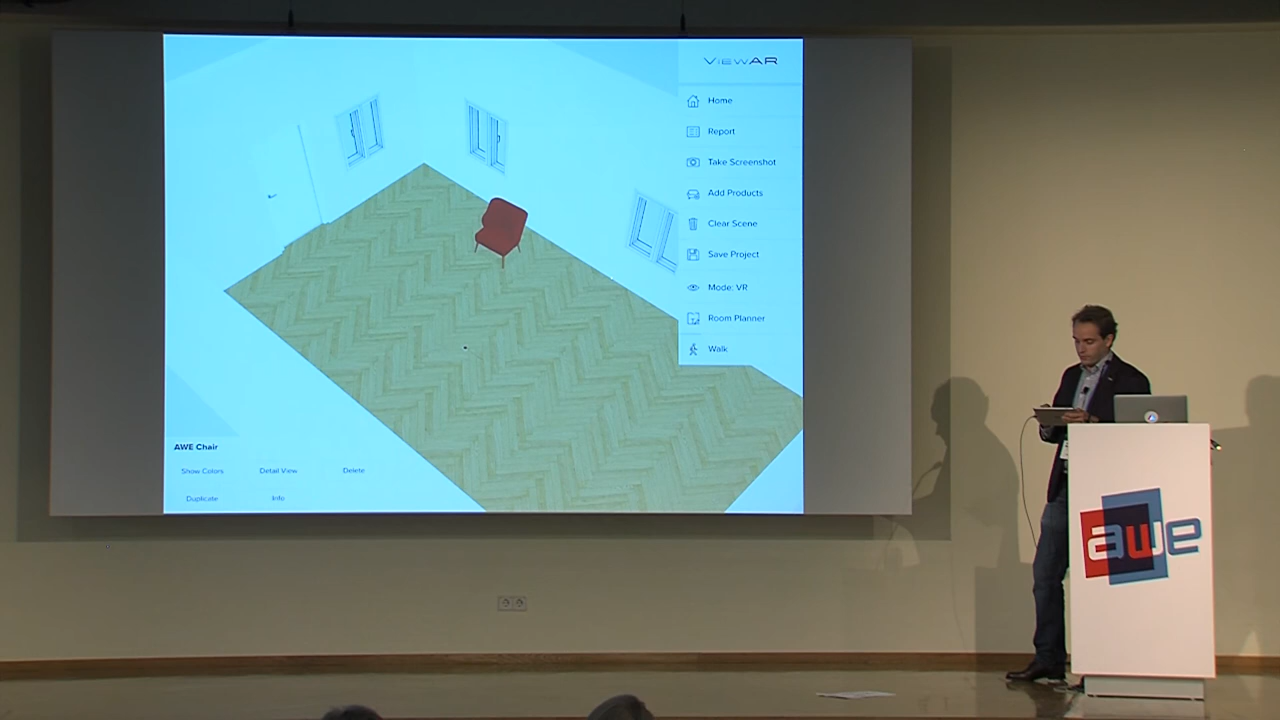 ViewAR
Home
Report
Take Screenshot
Add Products
Clear Scene
Save Project
Mode: VR
Room Planner
Walk
AWE Chair
Show Colors
Detail View
Delete
Duplicate
Info
awe